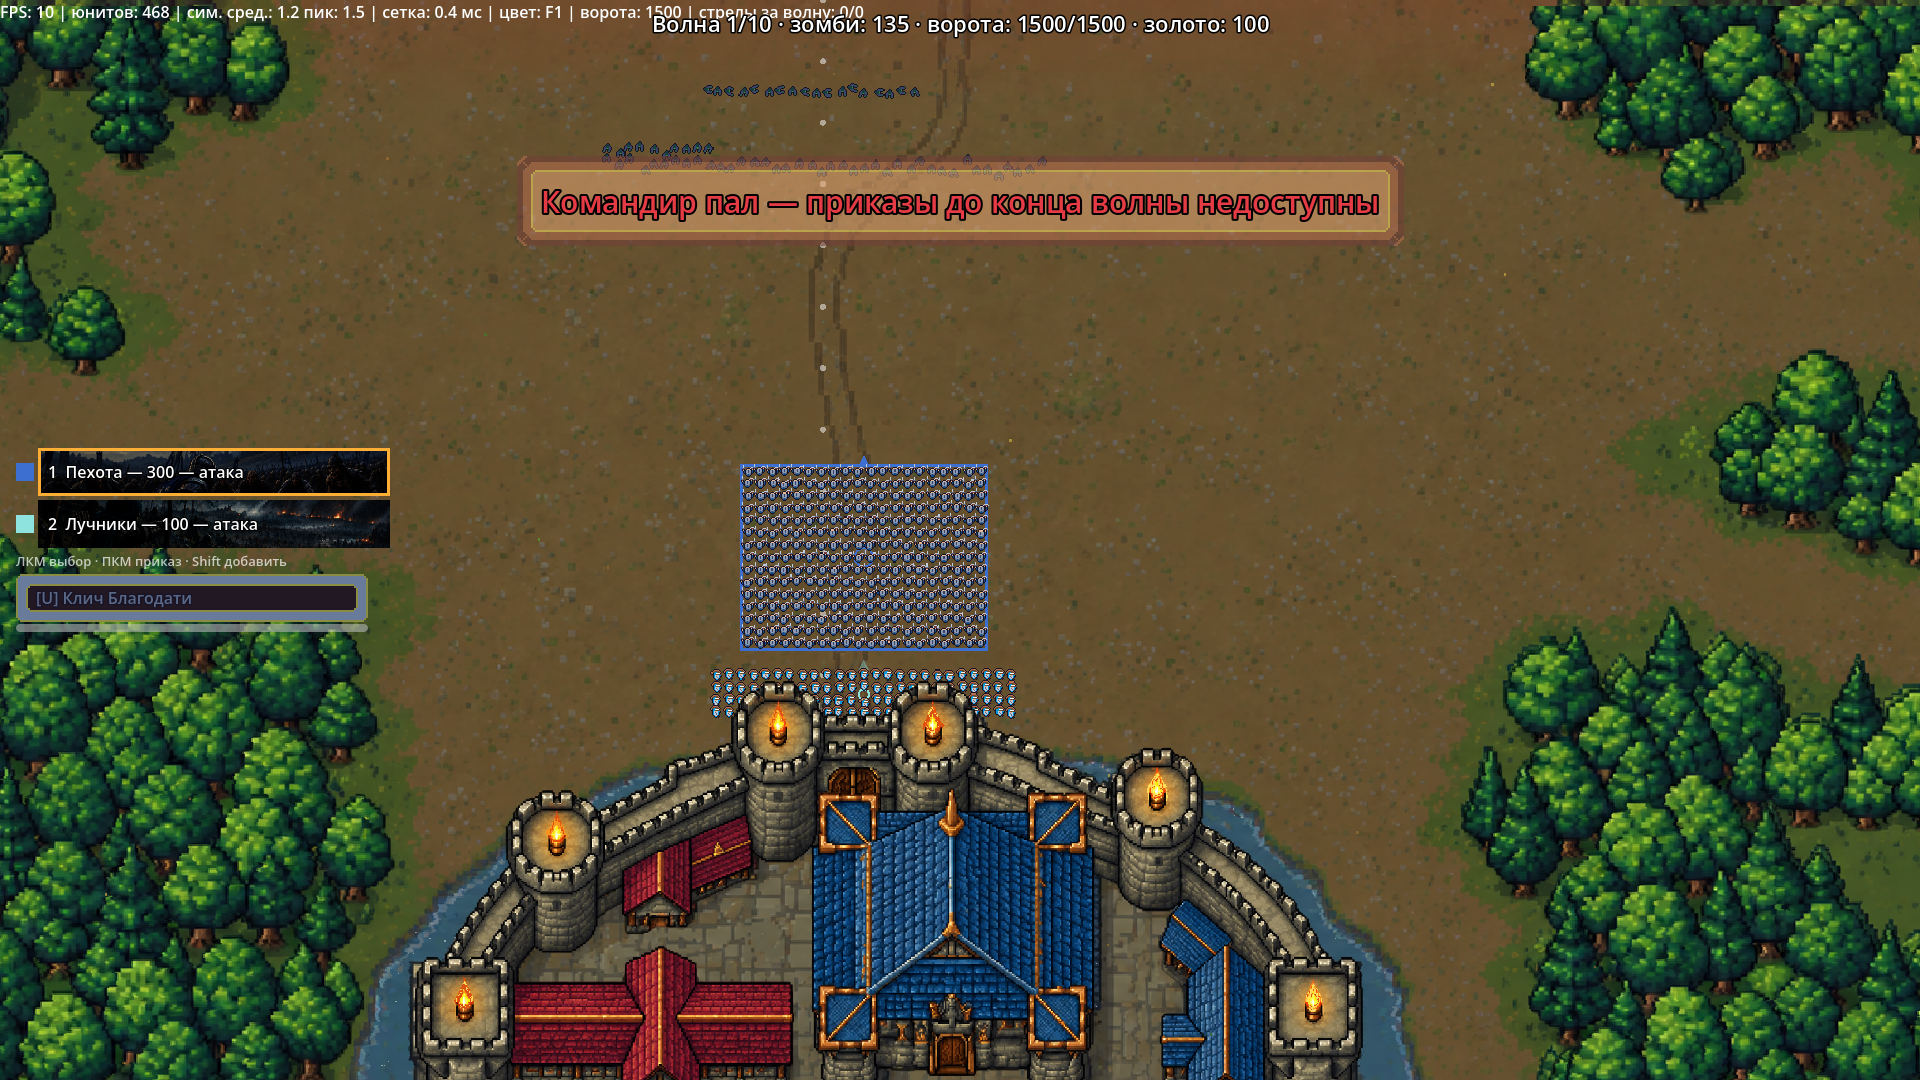 FPS: 10 | юнитов: 468 | сим. сред.: 1.2 пик: 1.5 | сетка: 0.4 мс | цвет: F1 | ворота: 1500 | стрелы за волну: 0/0
Волна 1/10 · зомби: 135 · ворота: 1500/1500 · золото: 100
Командир пал — приказы до конца волны недоступны
1 Пехота — 300 — атака
2 Лучники — 100 — атака
ЛКМ выбор · ПКМ приказ · Shift добавить
[U] Клич Благодати